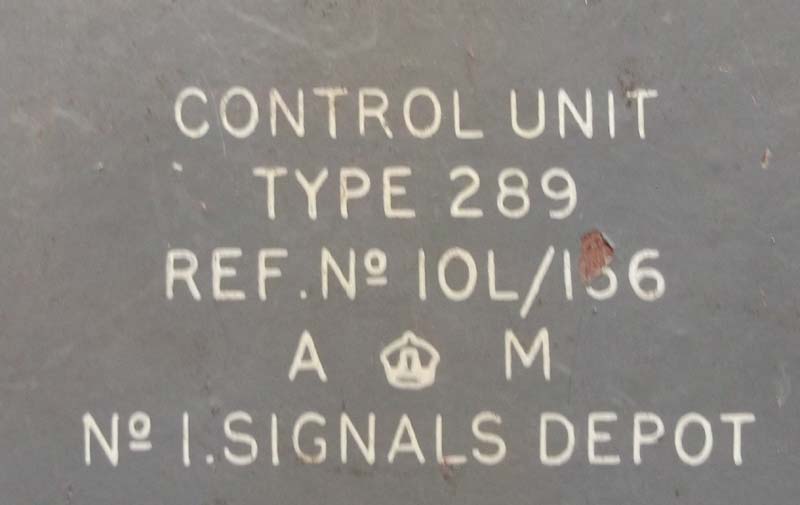 CONTROL UNIT
TYPE 289
REF. Nº 10L/156
A M
Nº 1. SIGNALS DEPOT